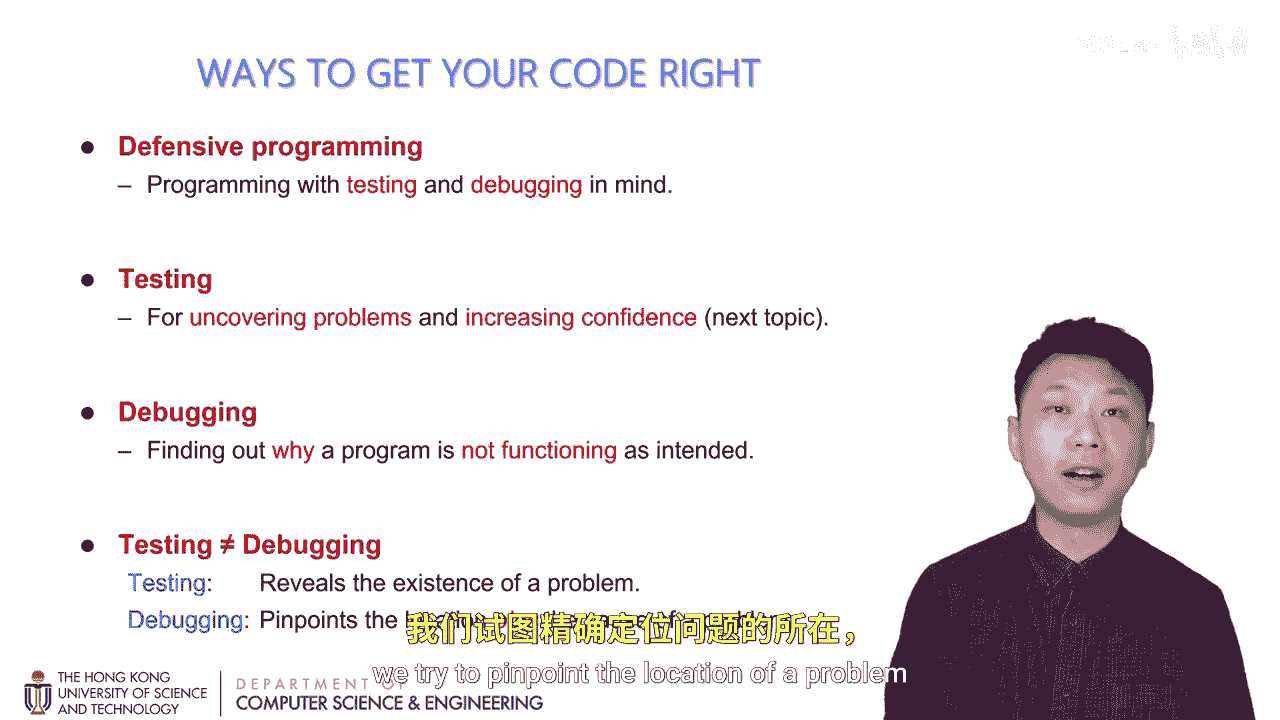 WAYS TO GET YOUR CODE RIGHT
● Defensive programming
– Programming with testing and debugging in mind.
● Testing
– For uncovering problems and increasing confidence (next topic).
● Debugging
– Finding out why a program is not functioning as intended.
● Testing ≠ Debugging
Testing: Reveals the existence of a problem.
Debugging: Pinpoints the
我们试图精确定位问题的所在，
we try to pinpoint the location of a problem
THE HONG KONG
UNIVERSITY OF SCIENCE
AND TECHNOLOGY
DEPARTMENT OF
COMPUTER SCIENCE & ENGINEERING